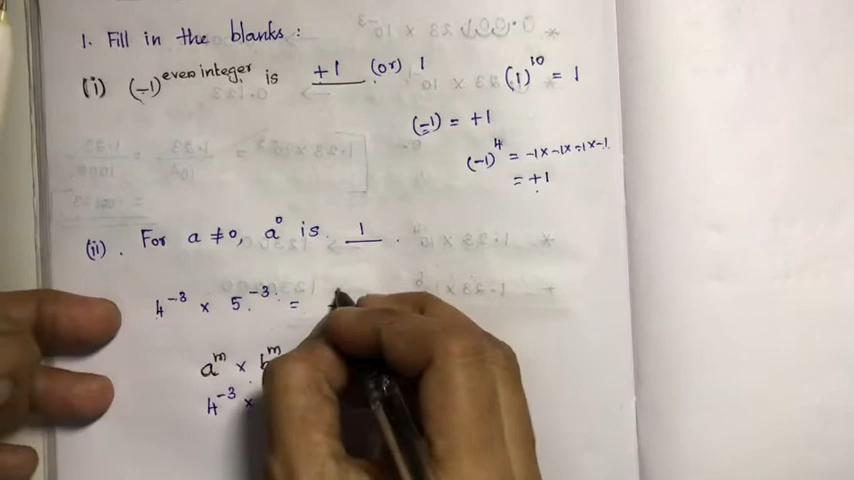 1. Fill in the blanks :
(i) (-1)^even integer is +1 (or) 1
(1)^10 = 1
(-1) = +1
(-1)^4 = -1 x -1 x -1 x -1
= +1
(ii). For a ≠ 0, a^0 is 1.
4^-3 x 5^-3 =
a^m x b^m
4^-3 x